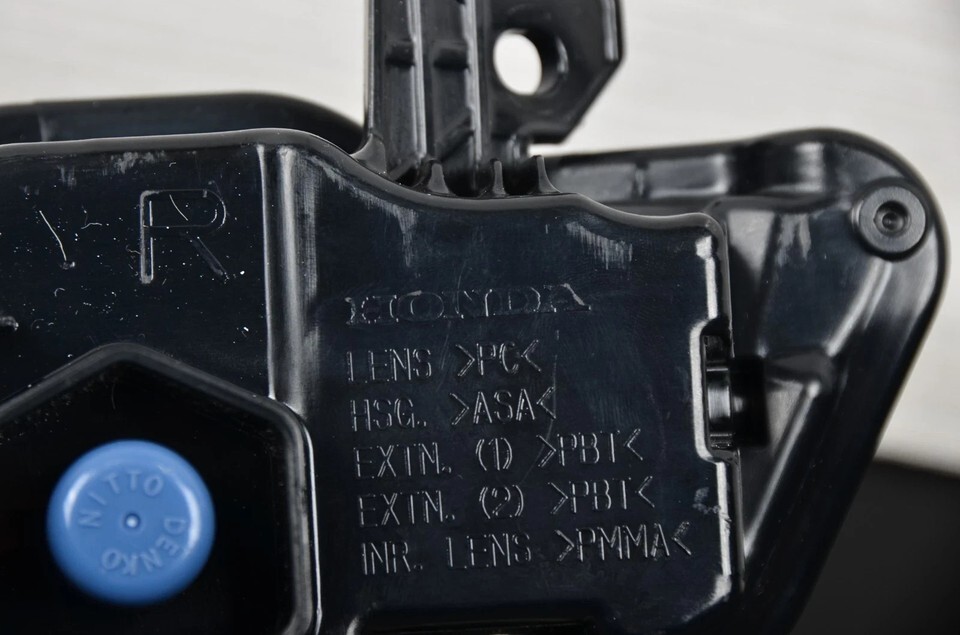 R
HONDA
LENS >PC<
HSG. >ASA<
EXTN. (1) >PBT<
EXTN. (2) >PBT<
INR. LENS >PMMA<
NITTO
DENKO